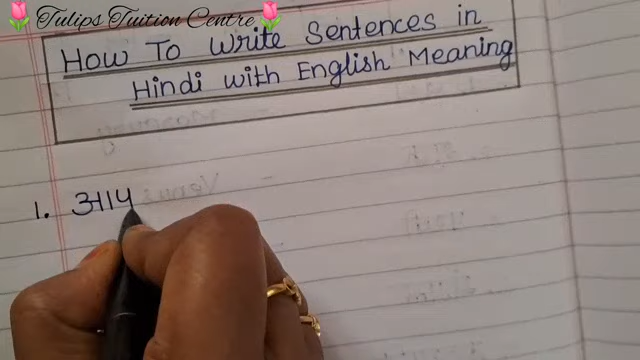 🌷Tulips Tuition Centre🌷
How To Write Sentences in
Hindi with English Meaning
1. आप